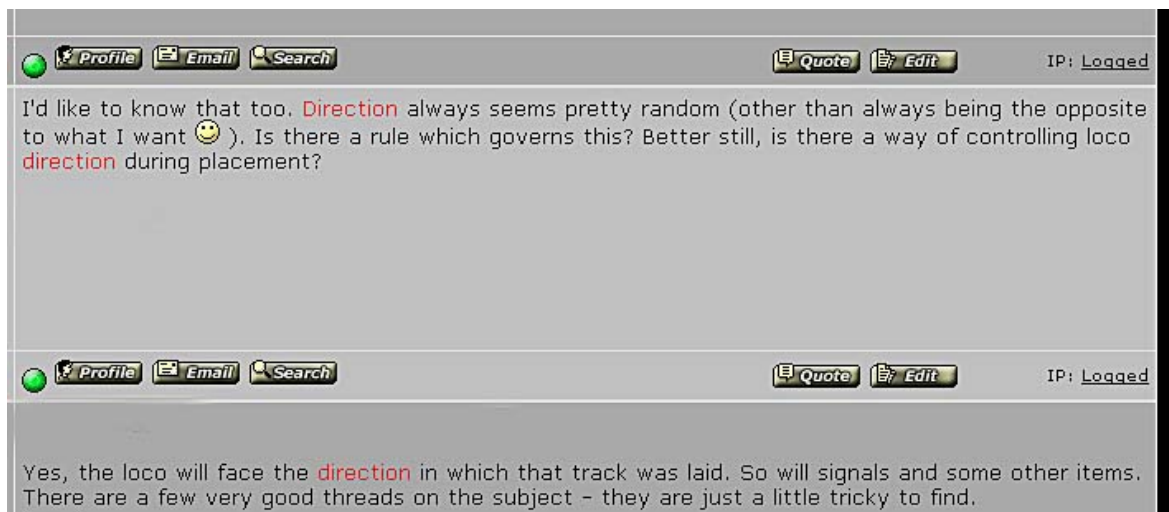 Profile Email Search Quote Edit IP: Logged
I'd like to know that too. Direction always seems pretty random (other than always being the opposite
to what I want ). Is there a rule which governs this? Better still, is there a way of controlling loco
direction during placement?
Profile Email Search Quote Edit IP: Logged
Yes, the loco will face the direction in which that track was laid. So will signals and some other items.
There are a few very good threads on the subject - they are just a little tricky to find.